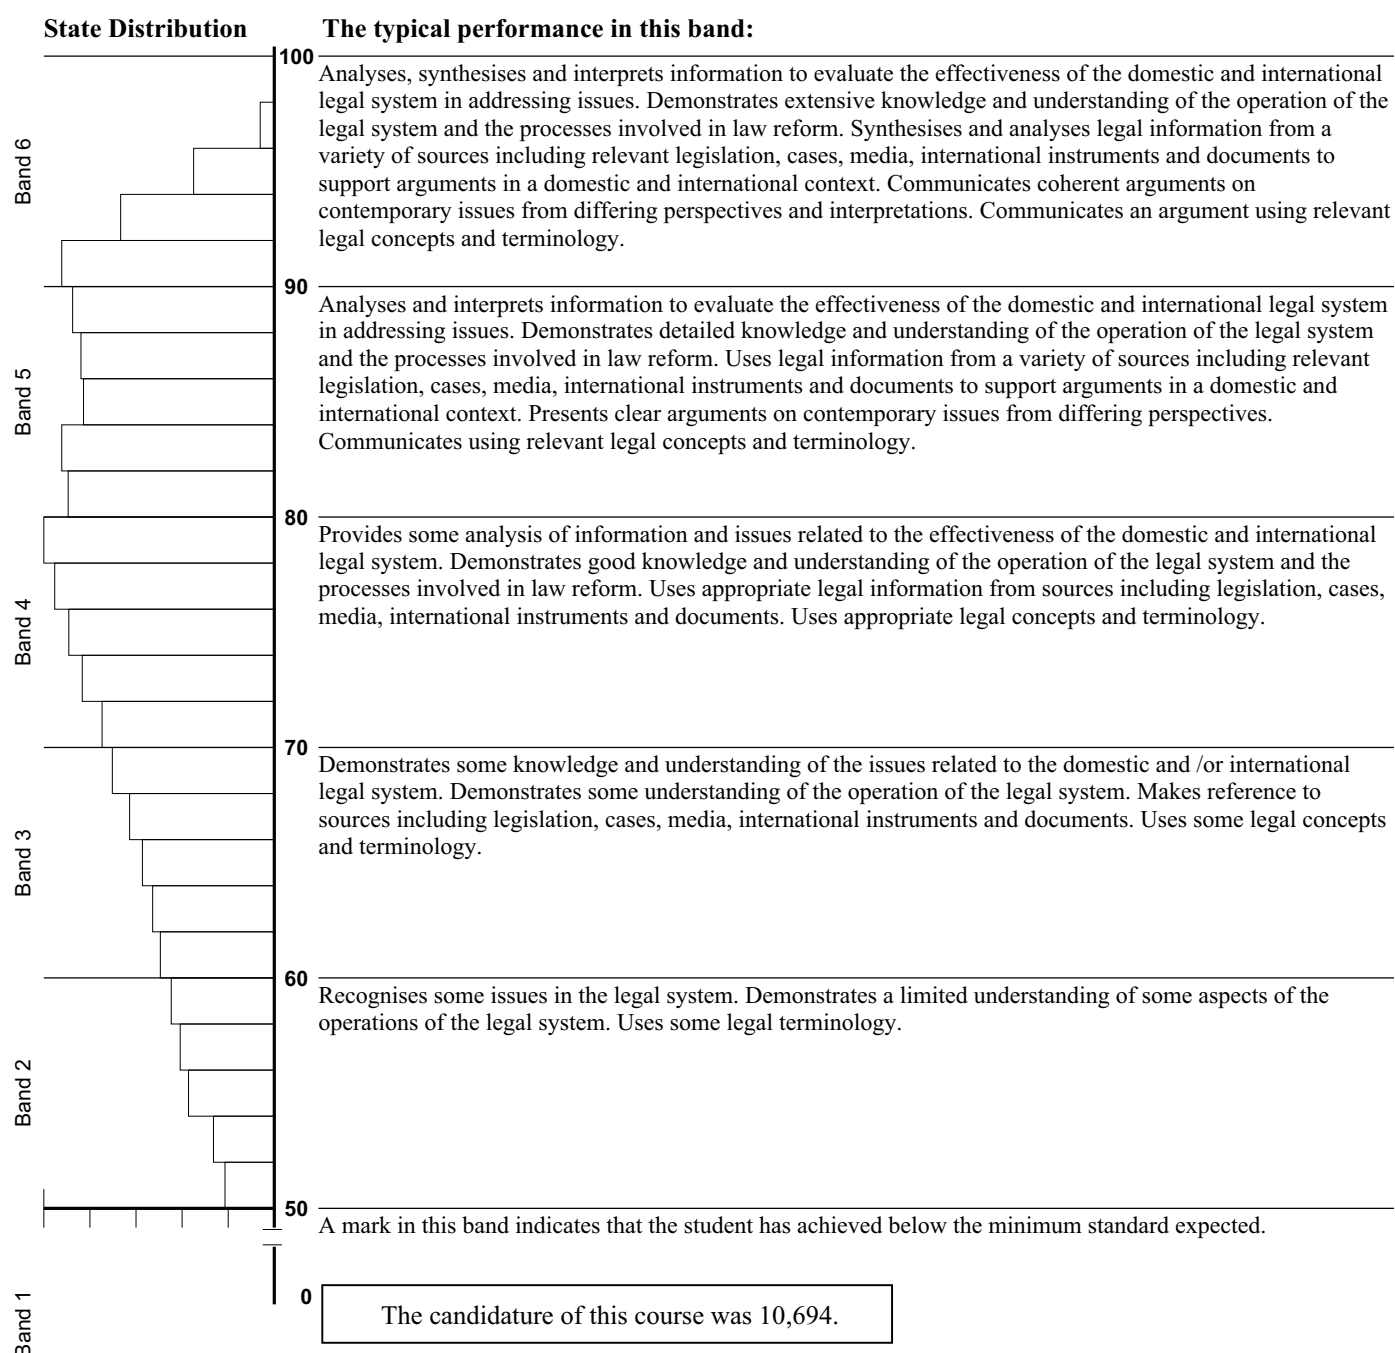 State Distribution
The typical performance in this band:
100
Analyses, synthesises and interprets information to evaluate the effectiveness of the domestic and international
legal system in addressing issues. Demonstrates extensive knowledge and understanding of the operation of the
legal system and the processes involved in law reform. Synthesises and analyses legal information from a
variety of sources including relevant legislation, cases, media, international instruments and documents to
support arguments in a domestic and international context. Communicates coherent arguments on
contemporary issues from differing perspectives and interpretations. Communicates an argument using relevant
legal concepts and terminology.
Band 6
90
Analyses and interprets information to evaluate the effectiveness of the domestic and international legal system
in addressing issues. Demonstrates detailed knowledge and understanding of the operation of the legal system
and the processes involved in law reform. Uses legal information from a variety of sources including relevant
legislation, cases, media, international instruments and documents to support arguments in a domestic and
international context. Presents clear arguments on contemporary issues from differing perspectives.
Communicates using relevant legal concepts and terminology.
Band 5
80
Provides some analysis of information and issues related to the effectiveness of the domestic and international
legal system. Demonstrates good knowledge and understanding of the operation of the legal system and the
processes involved in law reform. Uses appropriate legal information from sources including legislation, cases,
media, international instruments and documents. Uses appropriate legal concepts and terminology.
Band 4
70
Demonstrates some knowledge and understanding of the issues related to the domestic and /or international
legal system. Demonstrates some understanding of the operation of the legal system. Makes reference to
sources including legislation, cases, media, international instruments and documents. Uses some legal concepts
and terminology.
Band 3
60
Recognises some issues in the legal system. Demonstrates a limited understanding of some aspects of the
operations of the legal system. Uses some legal terminology.
Band 2
50
A mark in this band indicates that the student has achieved below the minimum standard expected.
Band 1
0
The candidature of this course was 10,694.